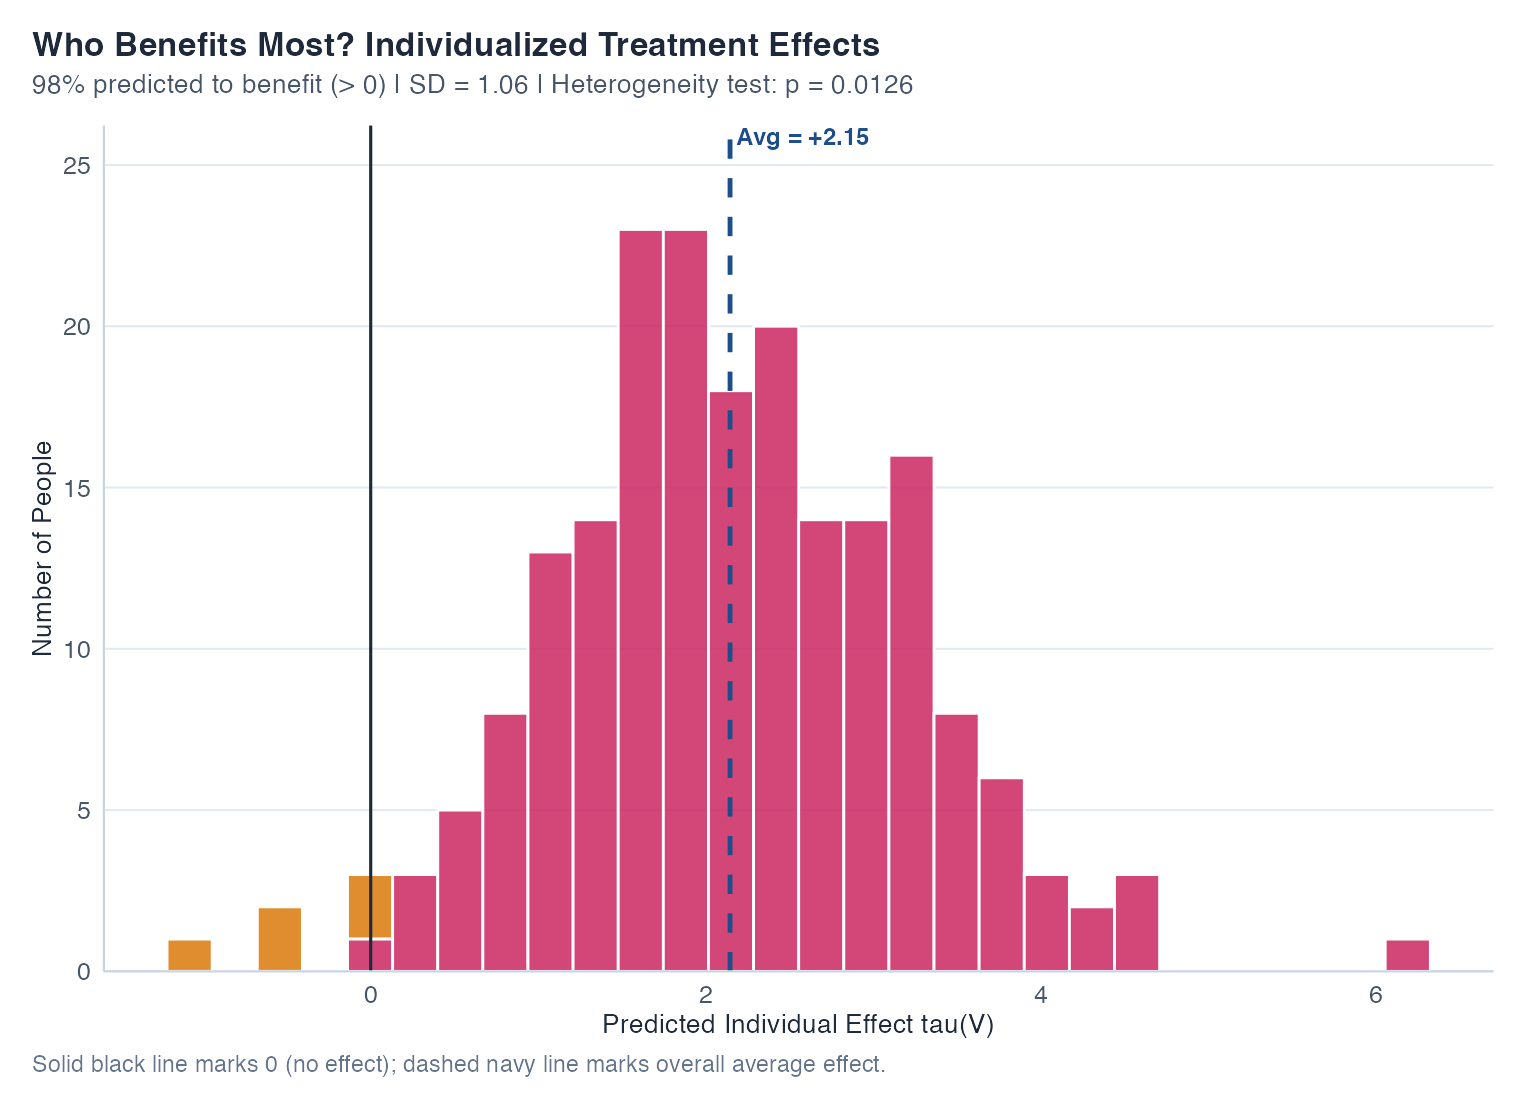 Who Benefits Most? Individualized Treatment Effects
98% predicted to benefit (> 0) | SD = 1.06 | Heterogeneity test: p = 0.0126
Avg = +2.15
25
20
15
10
5
0
Number of People
0 2 4 6
Predicted Individual Effect tau(V)
Solid black line marks 0 (no effect); dashed navy line marks overall average effect.